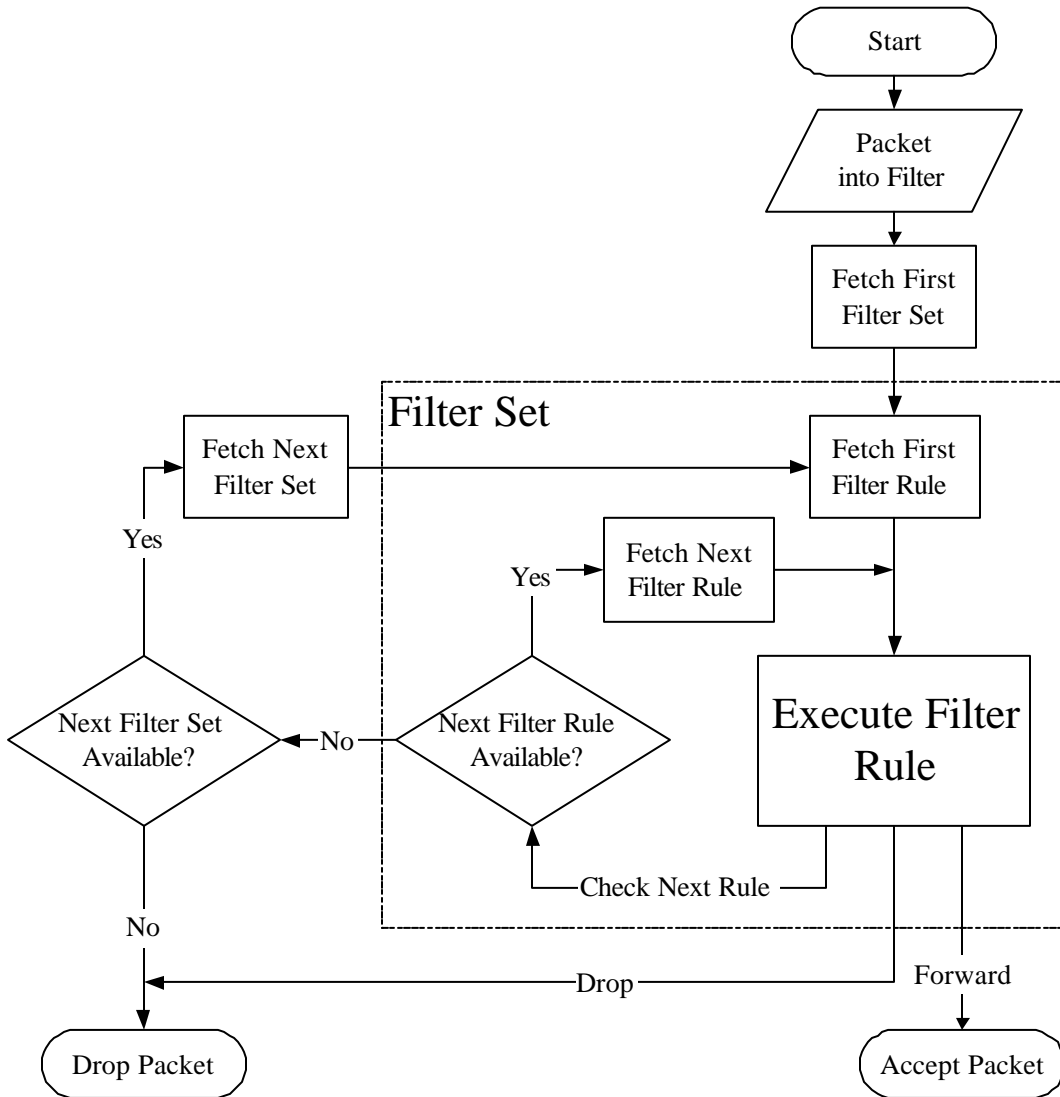 Start
Packet
into Filter
Fetch First
Filter Set
Filter Set
Fetch Next
Filter Set
Fetch First
Filter Rule
Yes
Fetch Next
Filter Rule
Yes
Next Filter Set
Available?
No
Next Filter Rule
Available?
Execute Filter
Rule
Check Next Rule
No
Drop
Forward
Drop Packet
Accept Packet